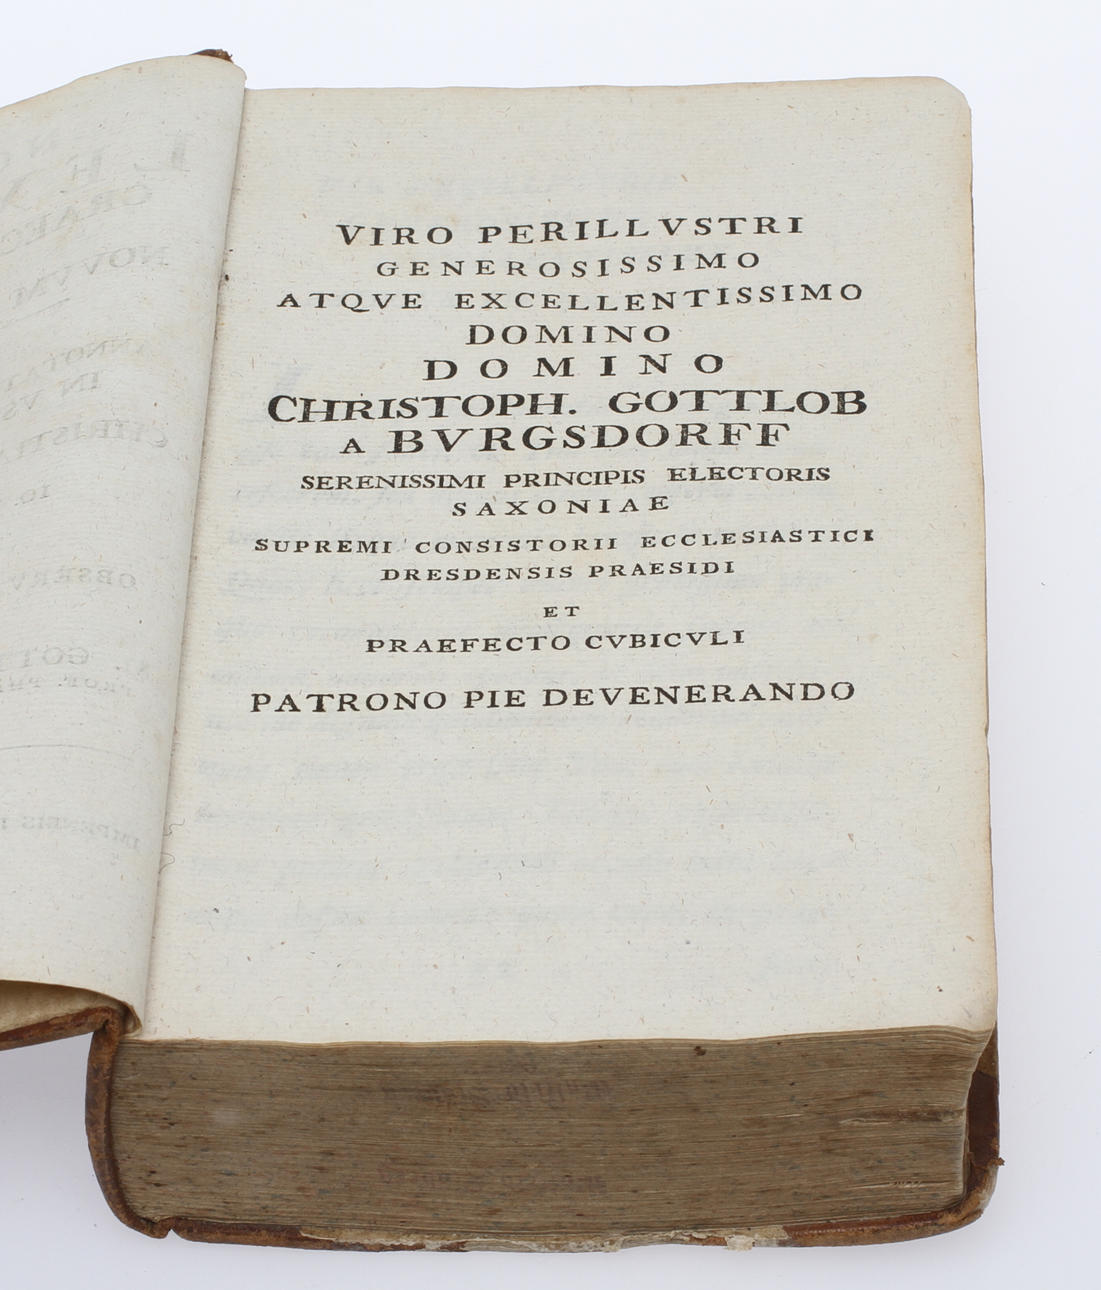 VIRO PERILLVSTRI
GENEROSISSIMO
ATQVE EXCELLENTISSIMO
DOMINO
DOMINO
CHRISTOPH. GOTTLOB
A BVRGSDORFF
SERENISSIMI PRINCIPIS ELECTORIS
SAXONIAE
SUPREMI CONSISTORII ECCLESIASTICI
DRESDENSIS PRAESIDI
ET
PRAEFECTO CVBICVLI
PATRONO PIE DEVENERANDO